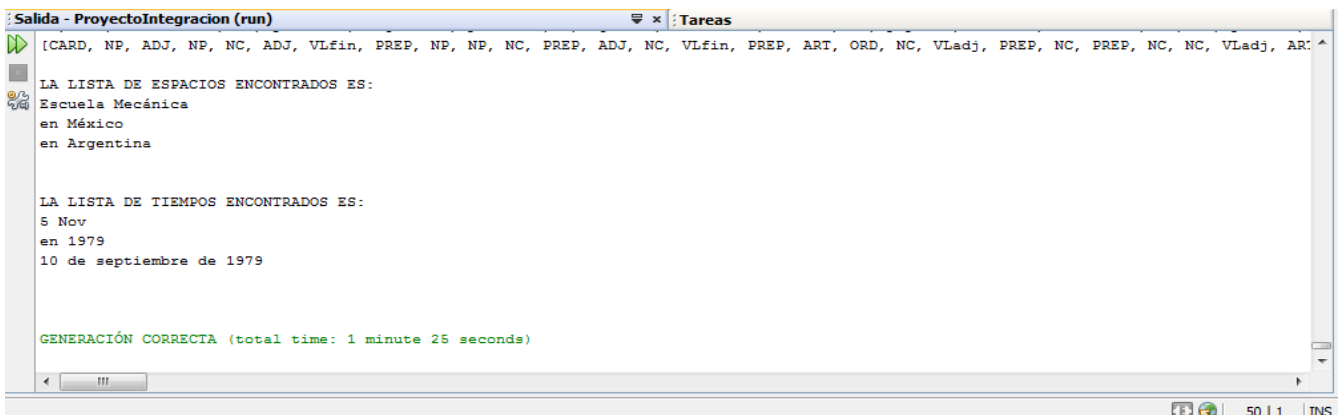 Salida - ProyectoIntegracion (run) Tareas
[CARD, NP, ADJ, NP, NC, ADJ, VLfin, PREP, NP, NP, NC, PREP, ADJ, NC, VLfin, PREP, ART, ORD, NC, VLadj, PREP, NC, PREP, NC, NC, VLadj, ART
LA LISTA DE ESPACIOS ENCONTRADOS ES:
Escuela Mecánica
en México
en Argentina
LA LISTA DE TIEMPOS ENCONTRADOS ES:
5 Nov
en 1979
10 de septiembre de 1979
GENERACIÓN CORRECTA (total time: 1 minute 25 seconds)
50 | 1 INS